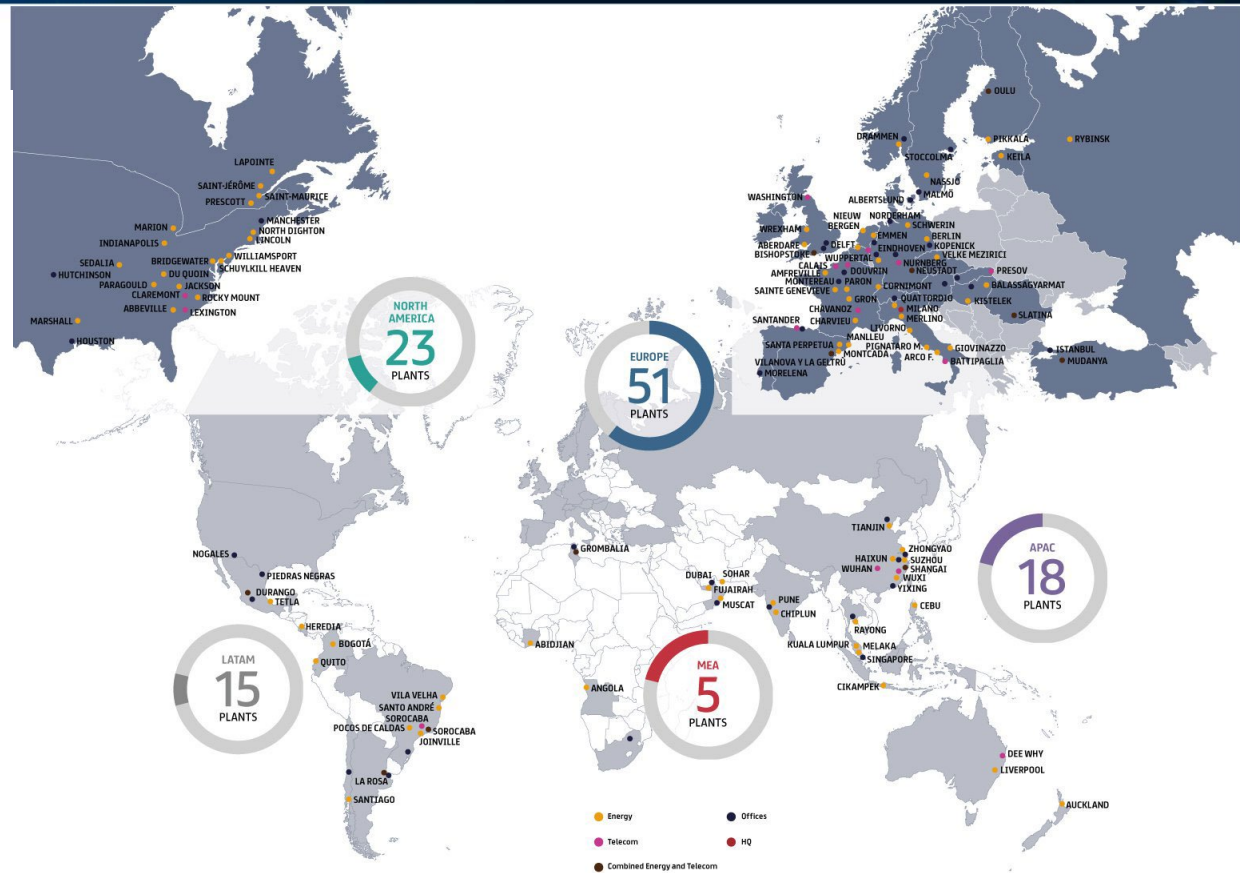 OULU
DRAMMEN
PIKKALA
RYBINSK
STOCCOLMA
KEILA
LAPOINTE
NASSJO
SAINT-JÉRÔME
SAINT-MAURICE
PRESCOTT
WASHINGTON
ALBERTSLUND
MALMÖ
MANCHESTER
NORTH DIGHTON
LINCOLN
MARION
INDIANAPOLIS
NIEUW
BERGEN
NORDERHAM
SCHWERIN
WREXHAM
EMMEN
BERLIN
ABERDARE
DELFT
EINDHOVEN
KOPENICK
BISHOPSTOKE
WUPPERTAL
VELKE MEZIRICI
WILLIAMSPORT
BRIDGEWATER
SCHUYLKILL HEAVEN
SEDALIA
HUTCHINSON
DU QUOIN
PARAGOULD
JACKSON
CLAREMONT
ROCKY MOUNT
ABBEVILLE
LEXINGTON
MARSHALL
HOUSTON
CALAIS
NURNBERG
AMFREVILLE
DOUVRIN
NEUSTADT
PRESOV
MONTEREAU
PARON
CORNIMONT
BALASSAGYARMAT
SAINTE GENEVIEVE
GRON
QUATTORDIO
KISTELEK
CHAVANOZ
MILANO
SLATINA
CHARVIEU
MERLINO
SANTANDER
LIVORNO
MANLLEU
SANTA PERPETUA
PIGNATARO M.
GIOVINAZZO
MONTCADA
ARCO F.
ISTANBUL
VILANOVA Y LA GELTRÙ
BATTIPAGLIA
MUDANYA
MORELENA
NORTH
AMERICA
23
PLANTS
EUROPE
51
PLANTS
TIANJIN
NOGALES
GROMBALIA
HAIXUN
ZHONGYAO
SUZHOU
WUHAN
SHANGAI
WUXI
YIXING
PIEDRAS NEGRAS
DUBAI
SOHAR
FUJAIRAH
MUSCAT
PUNE
CHIPLUN
DURANGO
TETLA
CEBU
APAC
18
PLANTS
HEREDIA
BOGOTÁ
QUITO
ABIDJIAN
RAYONG
KUALA LUMPUR
MELAKA
SINGAPORE
LATAM
15
PLANTS
MEA
5
PLANTS
ANGOLA
CIKAMPEK
VILA VELHA
SANTO ANDRÉ
SOROCABA
POCOS DE CALDAS
SOROCABA
JOINVILLE
LA ROSA
SANTIAGO
DEE WHY
LIVERPOOL
AUCKLAND
Energy
Offices
Telecom
HQ
Combined Energy and Telecom